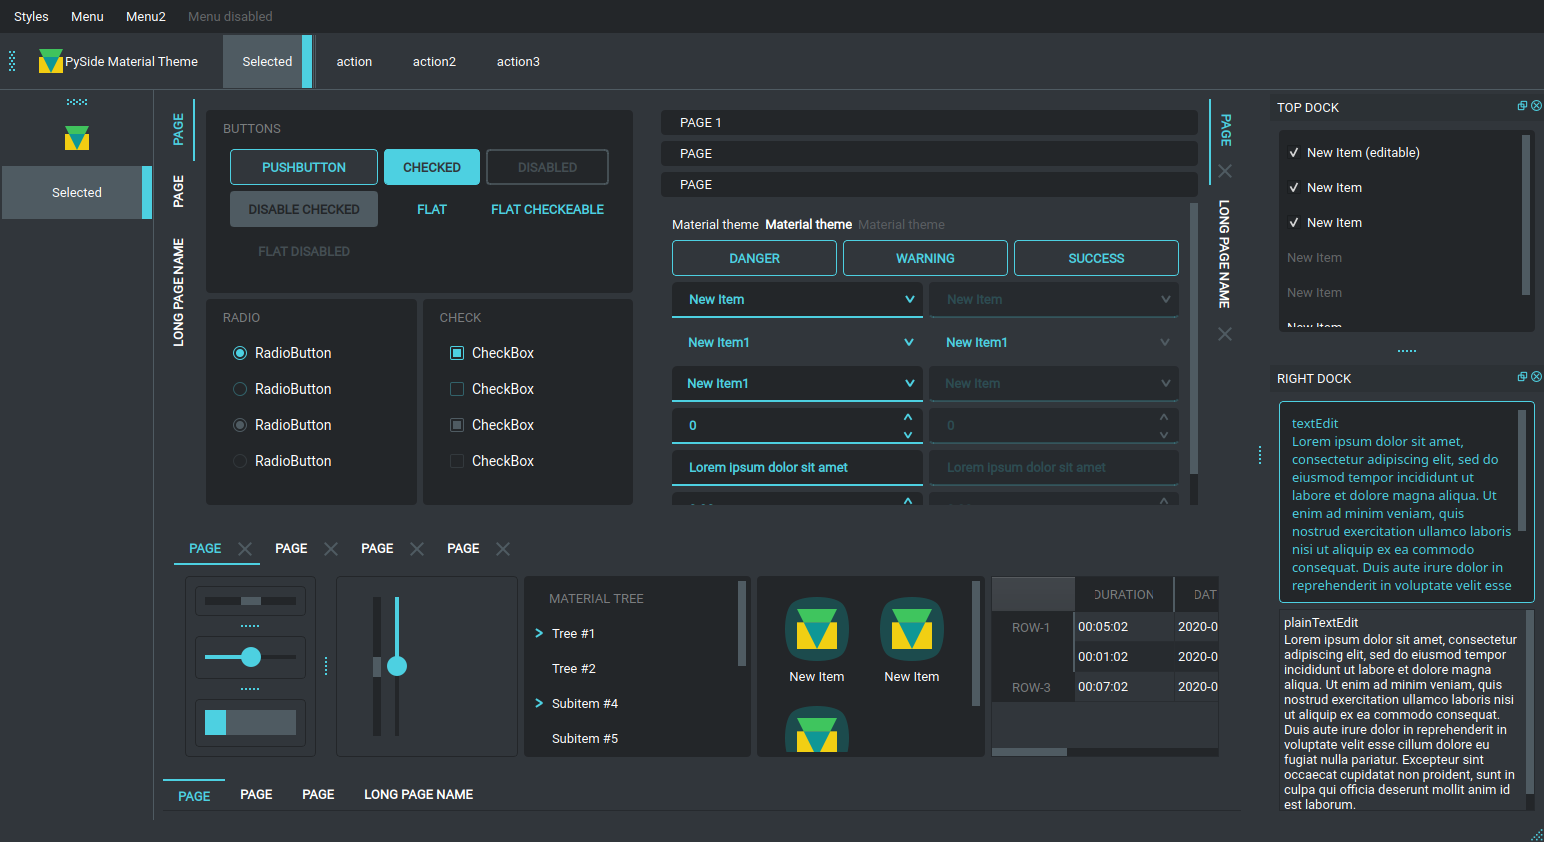 Styles Menu Menu2 Menu disabled
PySide Material Theme Selected action action2 action3
Selected
PAGE
PAGE
LONG PAGE NAME
BUTTONS
PUSHBUTTON CHECKED DISABLED
DISABLE CHECKED FLAT FLAT CHECKEABLE
FLAT DISABLED
RADIO
RadioButton
RadioButton
RadioButton
RadioButton
CHECK
CheckBox
CheckBox
CheckBox
CheckBox
PAGE 1
PAGE
PAGE
Material theme Material theme Material theme
DANGER WARNING SUCCESS
New Item New Item
New Item1 New Item1
New Item1 New Item
0 0
Lorem ipsum dolor sit amet Lorem ipsum dolor sit amet
PAGE
LONG PAGE NAME
TOP DOCK
New Item (editable)
New Item
New Item
New Item
New Item
New Item
RIGHT DOCK
textEdit
Lorem ipsum dolor sit amet,
consectetur adipiscing elit, sed do
eiusmod tempor incididunt ut
labore et dolore magna aliqua. Ut
enim ad minim veniam, quis
nostrud exercitation ullamco laboris
nisi ut aliquip ex ea commodo
consequat. Duis aute irure dolor in
reprehenderit in voluptate velit esse
plainTextEdit
Lorem ipsum dolor sit amet, consectetur
adipiscing elit, sed do eiusmod tempor
incididunt ut labore et dolore magna
aliqua. Ut enim ad minim veniam, quis
nostrud exercitation ullamco laboris nisi
ut aliquip ex ea commodo consequat.
Duis aute irure dolor in reprehenderit in
voluptate velit esse cillum dolore eu
fugiat nulla pariatur. Excepteur sint
occaecat cupidatat non proident, sunt in
culpa qui officia deserunt mollit anim id
est laborum.
PAGE PAGE PAGE PAGE
MATERIAL TREE
Tree #1
Tree #2
Subitem #4
Subitem #5
New Item New Item
DURATION DAT
ROW-1 00:05:02 2020-0
00:01:02 2020-0
ROW-3 00:07:02 2020-0
PAGE PAGE PAGE LONG PAGE NAME